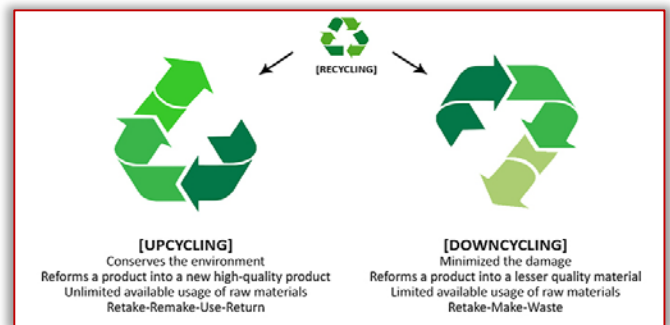 [RECYCLING]
[UPCYCLING]
Conserves the environment
Reforms a product into a new high-quality product
Unlimited available usage of raw materials
Retake-Remake-Use-Return
[DOWNCYCLING]
Minimized the damage
Reforms a product into a lesser quality material
Limited available usage of raw materials
Retake-Make-Waste